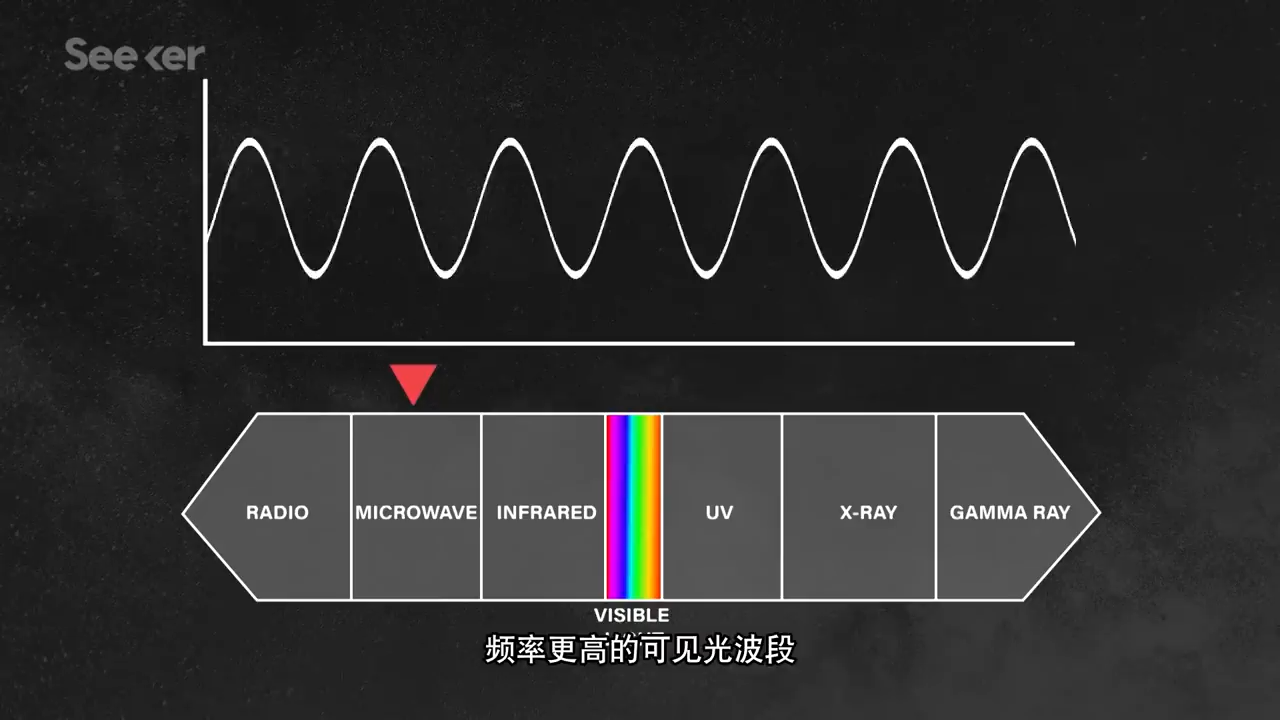 Seeker
RADIO
MICROWAVE
INFRARED
UV
X-RAY
GAMMA RAY
VISIBLE
频率更高的可见光波段